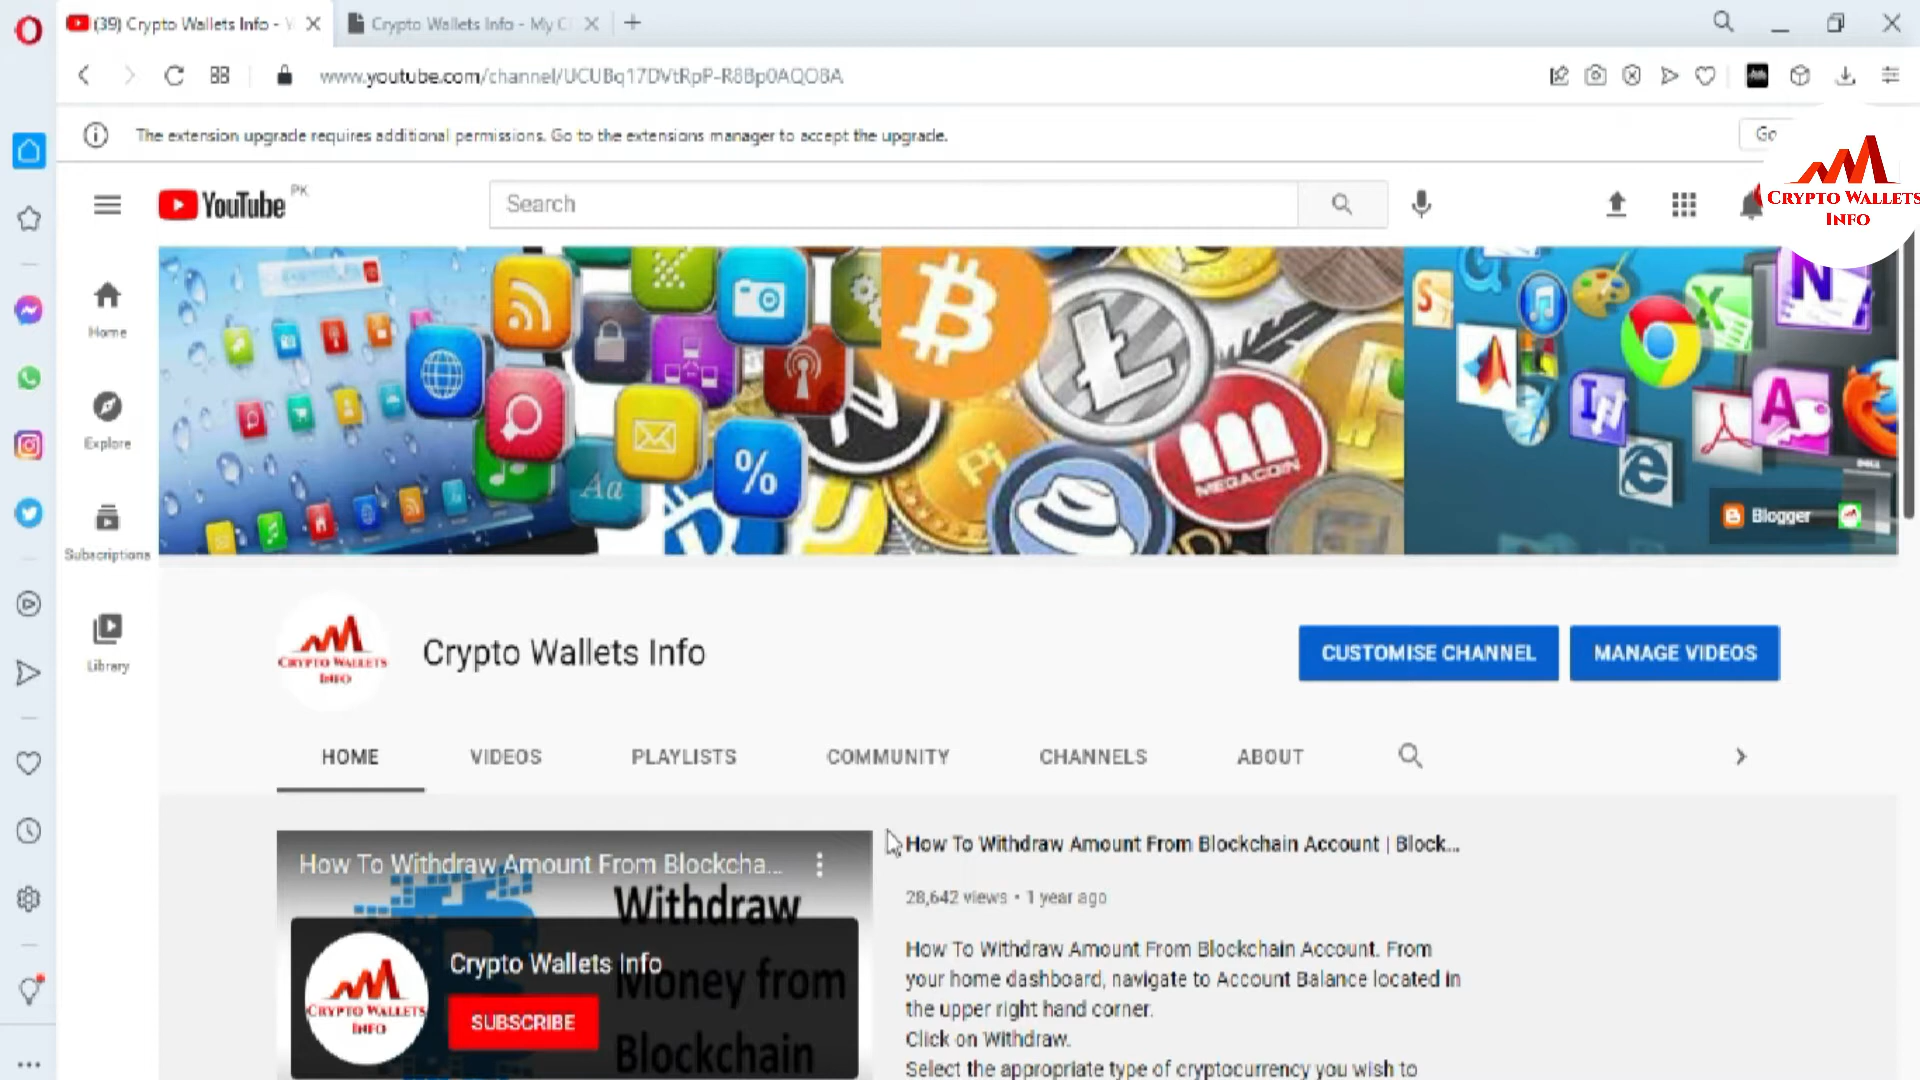 (39) Crypto Wallets Info -
Crypto Wallets Info - My C
www.youtube.com/channel/UCUBq17DVtRpP-R8Bp0AQO8A
The extension upgrade requires additional permissions. Go to the extensions manager to accept the upgrade.
Go
CRYPTO WALLETS
INFO
YouTube PK
Search
Home
Explore
Subscriptions
Library
Aa
%
Pi
MEGACOIN
Blogger
CRYPTO WALLETS
INFO
Crypto Wallets Info
CUSTOMISE CHANNEL
MANAGE VIDEOS
HOME
VIDEOS
PLAYLISTS
COMMUNITY
CHANNELS
ABOUT
How To Withdraw Amount From Blockcha...
Withdraw
Money from
Blockchain
CRYPTO WALLETS
INFO
Crypto Wallets Info
SUBSCRIBE
How To Withdraw Amount From Blockchain Account | Block...
28,642 views • 1 year ago
How To Withdraw Amount From Blockchain Account. From
your home dashboard, navigate to Account Balance located in
the upper right hand corner.
Click on Withdraw.
Select the appropriate type of cryptocurrency you wish to